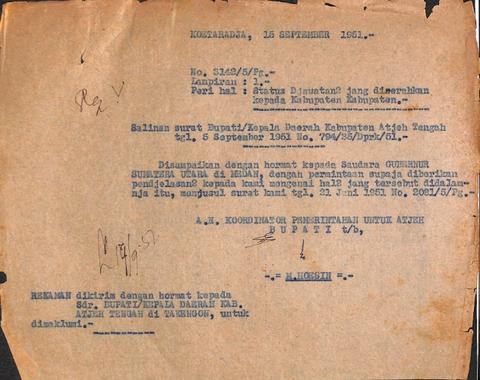 KOETARADJA, 15 SEPTEMBER 1951.-
No. 3142/5/Pg.-
Lampiran : 1.-
Peri hal : Status Djawatan2 jang diserahkan
kepada Kabupaten Kabupaten.-
Salinan surat Bupati/Kepala Daerah Kabupaten Atjeh Tengah
tgl. 5 September 1951 No. 794/35/Dprk/51.-
Disampaikan dengan hormat kepada Saudara GUBERNUR
SUMATERA UTARA di MEDAN, dengan permintaan supaja diberikan
pendjelasan2 kepada kami mengenai hal2 jang tersebut didalam-
nja itu, menjusul surat kami tgl. 21 Juni 1951 No. 2081/5/Pg.-
A.N. KOORDINATOR PEMERINTAHAN UNTUK ATJEH
B U P A T I t/b,
-.= M.HOESIN =.-
REKAMAN dikirim dengan hormat kepada
Sdr. BUPATI/KEPALA DAERAH KAB.
ATJEH TENGAH di TAKENGON, untuk
dimaklumi.-